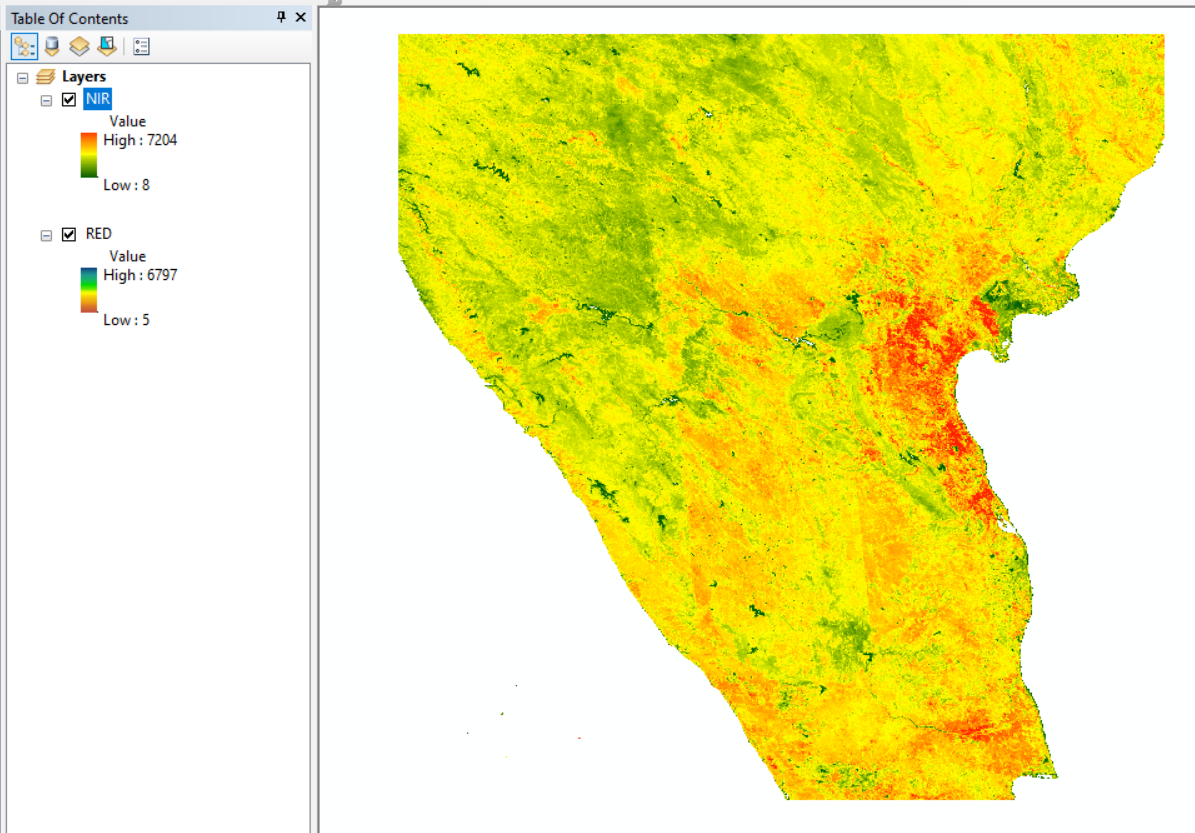 Table Of Contents
Layers
NIR
Value
High : 7204
Low : 8
RED
Value
High : 6797
Low : 5